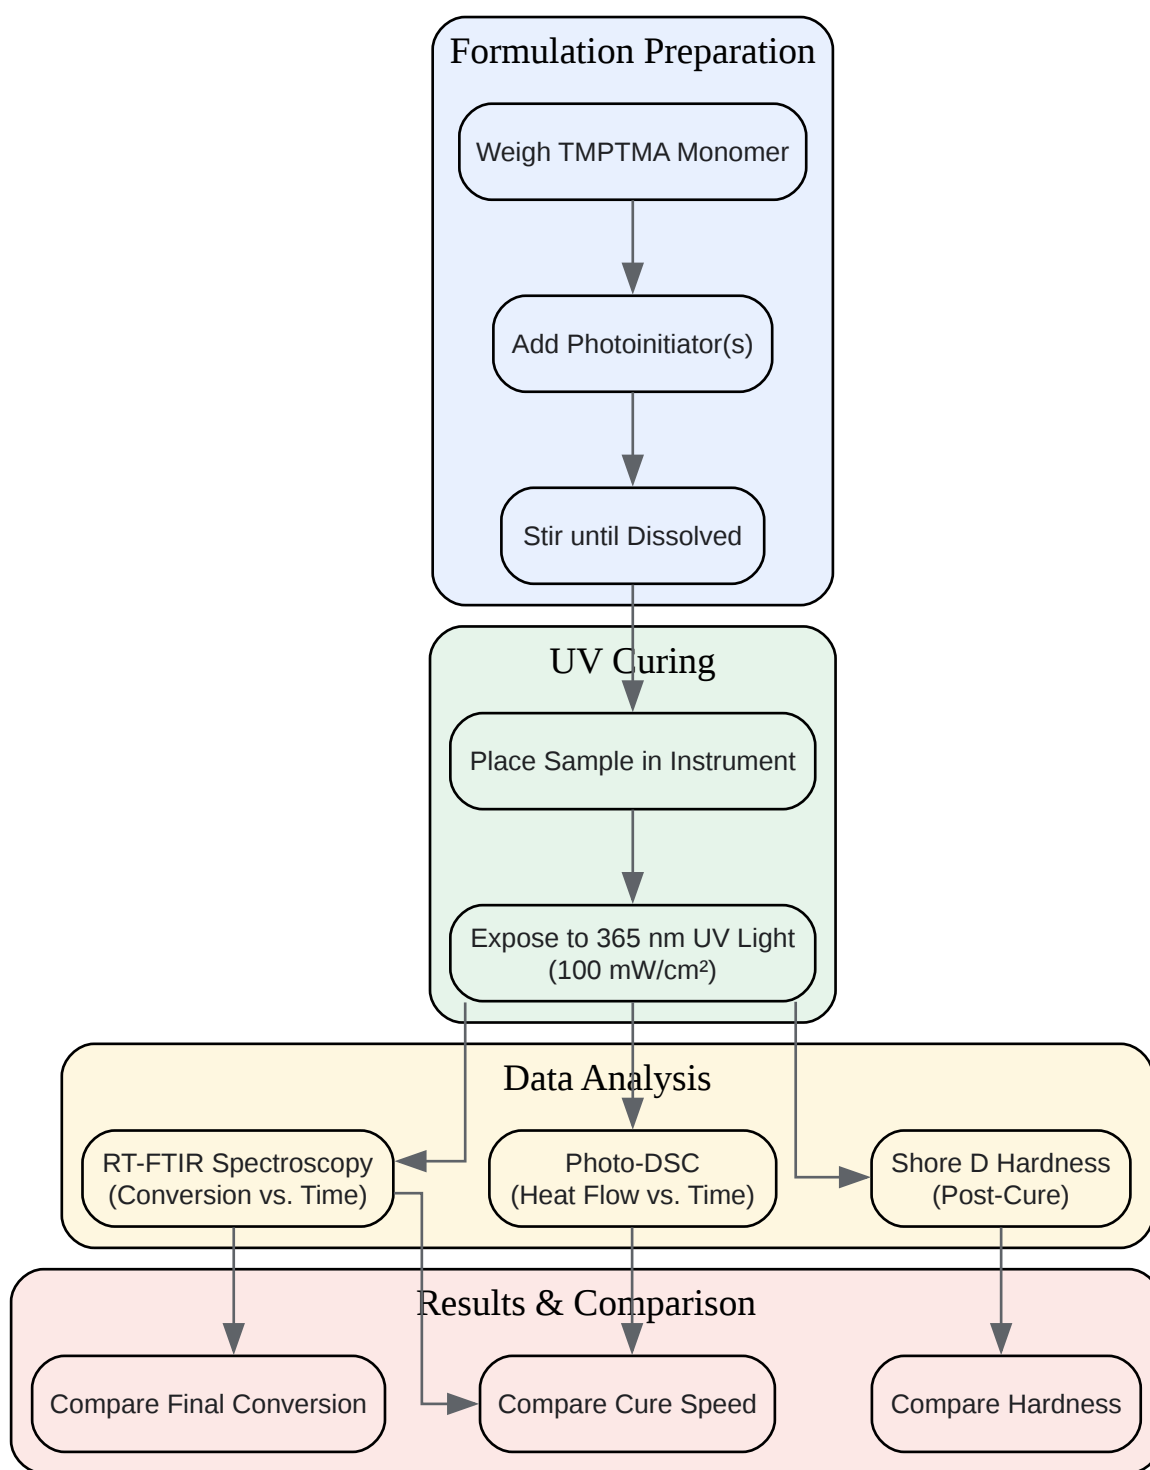 Formulation Preparation
Weigh TMPTMA Monomer
Add Photoinitiator(s)
Stir until Dissolved
UV Curing
Place Sample in Instrument
Expose to 365 nm UV Light
(100 mW/cm²)
Data Analysis
RT-FTIR Spectroscopy
(Conversion vs. Time)
Photo-DSC
(Heat Flow vs. Time)
Shore D Hardness
(Post-Cure)
Results & Comparison
Compare Final Conversion
Compare Cure Speed
Compare Hardness